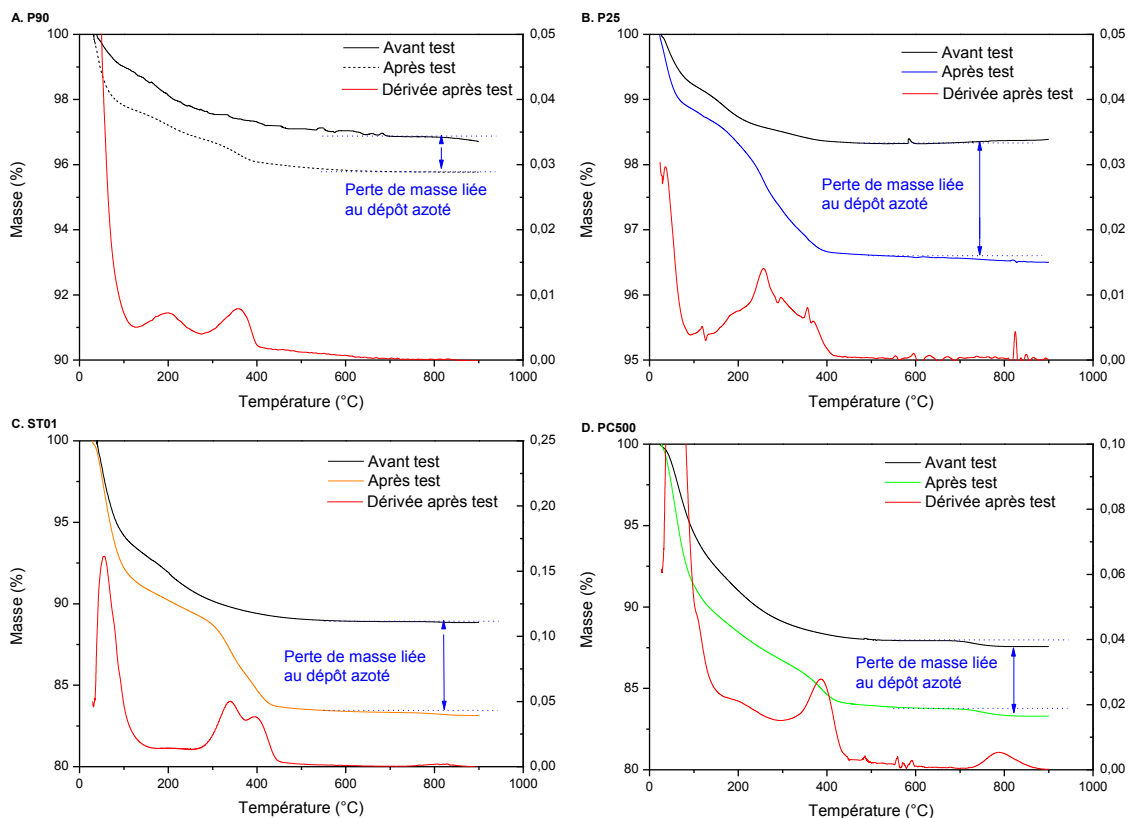 A. P90
100
98
96
94
92
90
Masse (%)
0,05
0,04
0,03
0,02
0,01
0,00
Avant test
Après test
Dérivée après test
Perte de masse liée
au dépôt azoté
0
200
400
600
800
1000
Température (°C)
B. P25
100
99
98
97
96
95
Masse (%)
0,05
0,04
0,03
0,02
0,01
0,00
Avant test
Après test
Dérivée après test
Perte de masse liée
au dépôt azoté
0
200
400
600
800
1000
Température (°C)
C. ST01
100
95
90
85
80
Masse (%)
0,25
0,20
0,15
0,10
0,05
0,00
Avant test
Après test
Dérivée après test
Perte de masse liée
au dépôt azoté
0
200
400
600
800
1000
Température (°C)
D. PC500
100
95
90
85
80
Masse (%)
0,10
0,08
0,06
0,04
0,02
0,00
Avant test
Après test
Dérivée après test
Perte de masse liée
au dépôt azoté
0
200
400
600
800
1000
Température (°C)